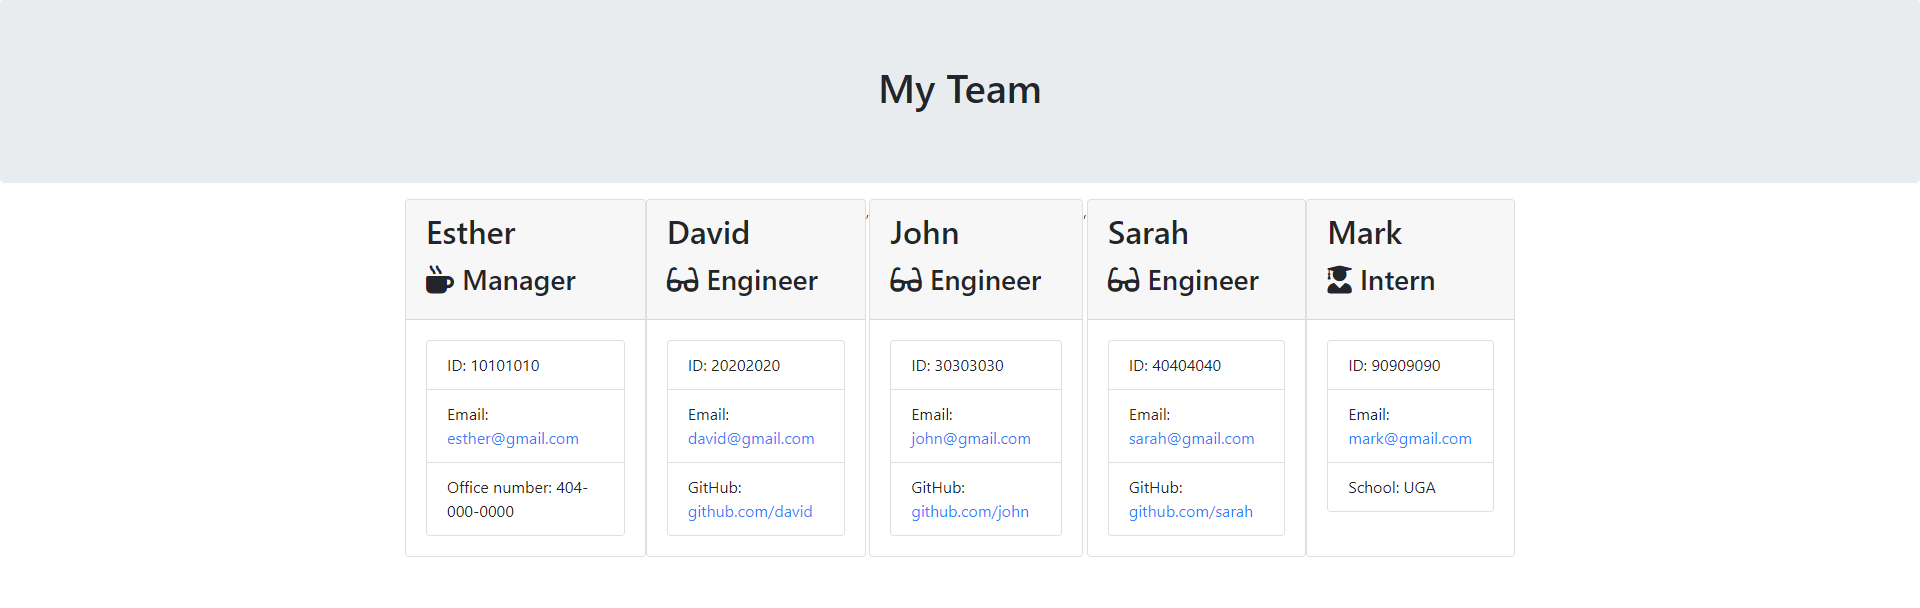 My Team
Esther
Manager
ID: 10101010
Email:
esther@gmail.com
Office number: 404-
000-0000
David
Engineer
ID: 20202020
Email:
david@gmail.com
GitHub:
github.com/david
,
John
Engineer
ID: 30303030
Email:
john@gmail.com
GitHub:
github.com/john
,
Sarah
Engineer
ID: 40404040
Email:
sarah@gmail.com
GitHub:
github.com/sarah
Mark
Intern
ID: 90909090
Email:
mark@gmail.com
School: UGA